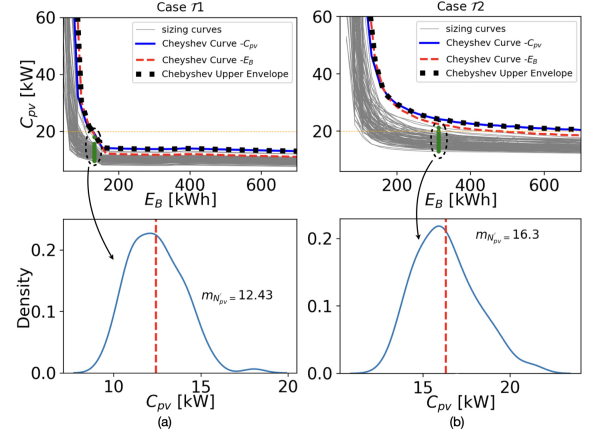 Case 𝒯1
Case 𝒯2
60
40
20
C_pv [kW]
sizing curves
Cheyshev Curve -C_pv
Cheyshev Curve -E_B
Chebyshev Upper Envelope
200 400 600
E_B [kWh]
60
40
20
sizing curves
Cheyshev Curve -C_pv
Cheyshev Curve -E_B
Chebyshev Upper Envelope
200 400 600
E_B [kWh]
0.2
0.1
0.0
Density
m_N'_pv = 12.43
10 15 20
C_pv [kW]
(a)
0.2
0.1
0.0
m_N'_pv = 16.3
15 20
C_pv [kW]
(b)